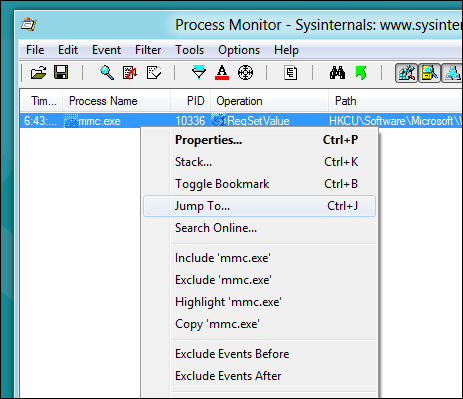 Process Monitor - Sysinternals: www.sysinter
File Edit Event Filter Tools Options Help
Tim... Process Name PID Operation Path
6:43:... mmc.exe 10336 RegSetValue HKCU\Software\Microsoft\
Properties... Ctrl+P
Stack... Ctrl+K
Toggle Bookmark Ctrl+B
Jump To... Ctrl+J
Search Online...
Include 'mmc.exe'
Exclude 'mmc.exe'
Highlight 'mmc.exe'
Copy 'mmc.exe'
Exclude Events Before
Exclude Events After